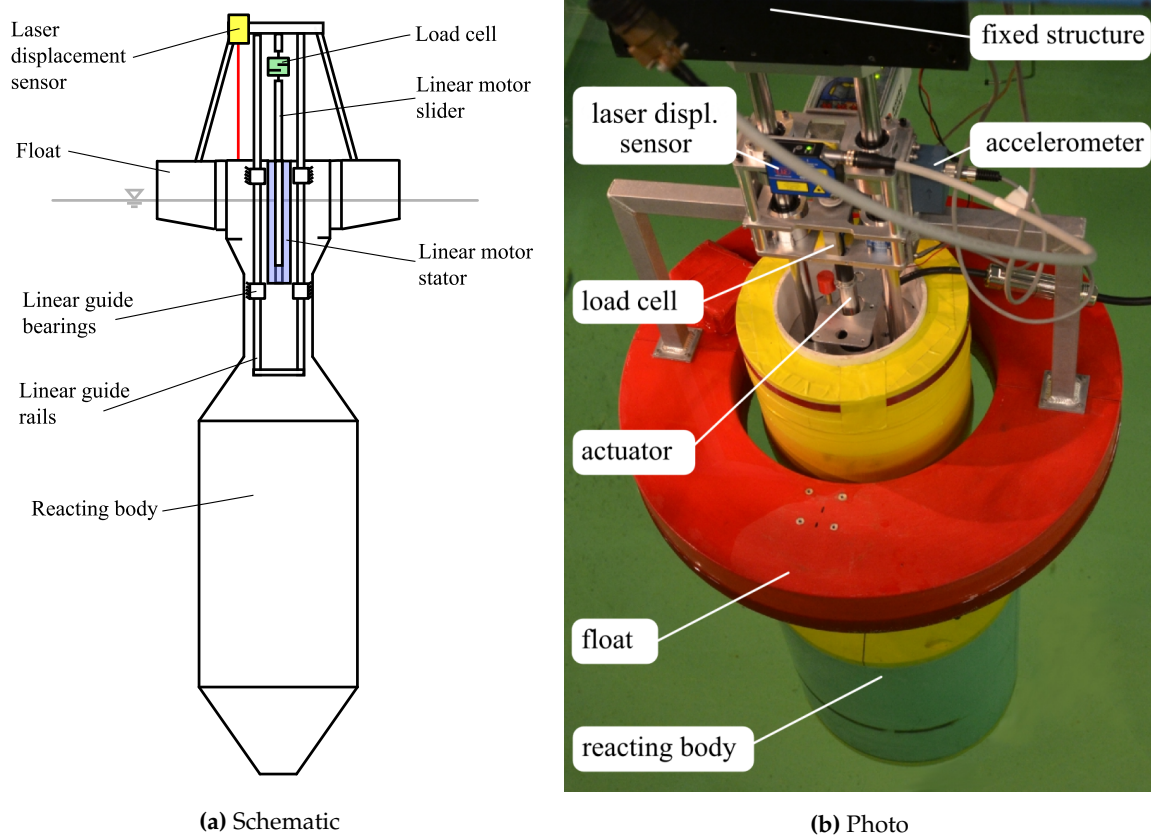 Laser
displacement
sensor
Load cell
Linear motor
slider
Float
Linear motor
stator
Linear guide
bearings
Linear guide
rails
Reacting body
(a) Schematic
fixed structure
laser displ.
sensor
accelerometer
load cell
actuator
float
reacting body
(b) Photo